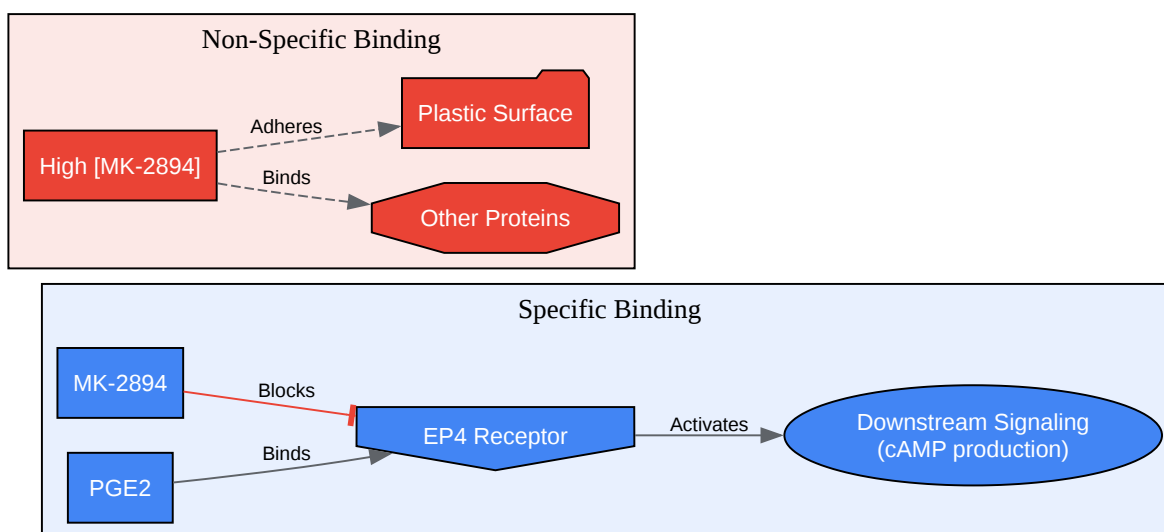 Non-Specific Binding
High [MK-2894]
Adheres
Plastic Surface
Binds
Other Proteins
Specific Binding
MK-2894
Blocks
PGE2
Binds
EP4 Receptor
Activates
Downstream Signaling
(cAMP production)